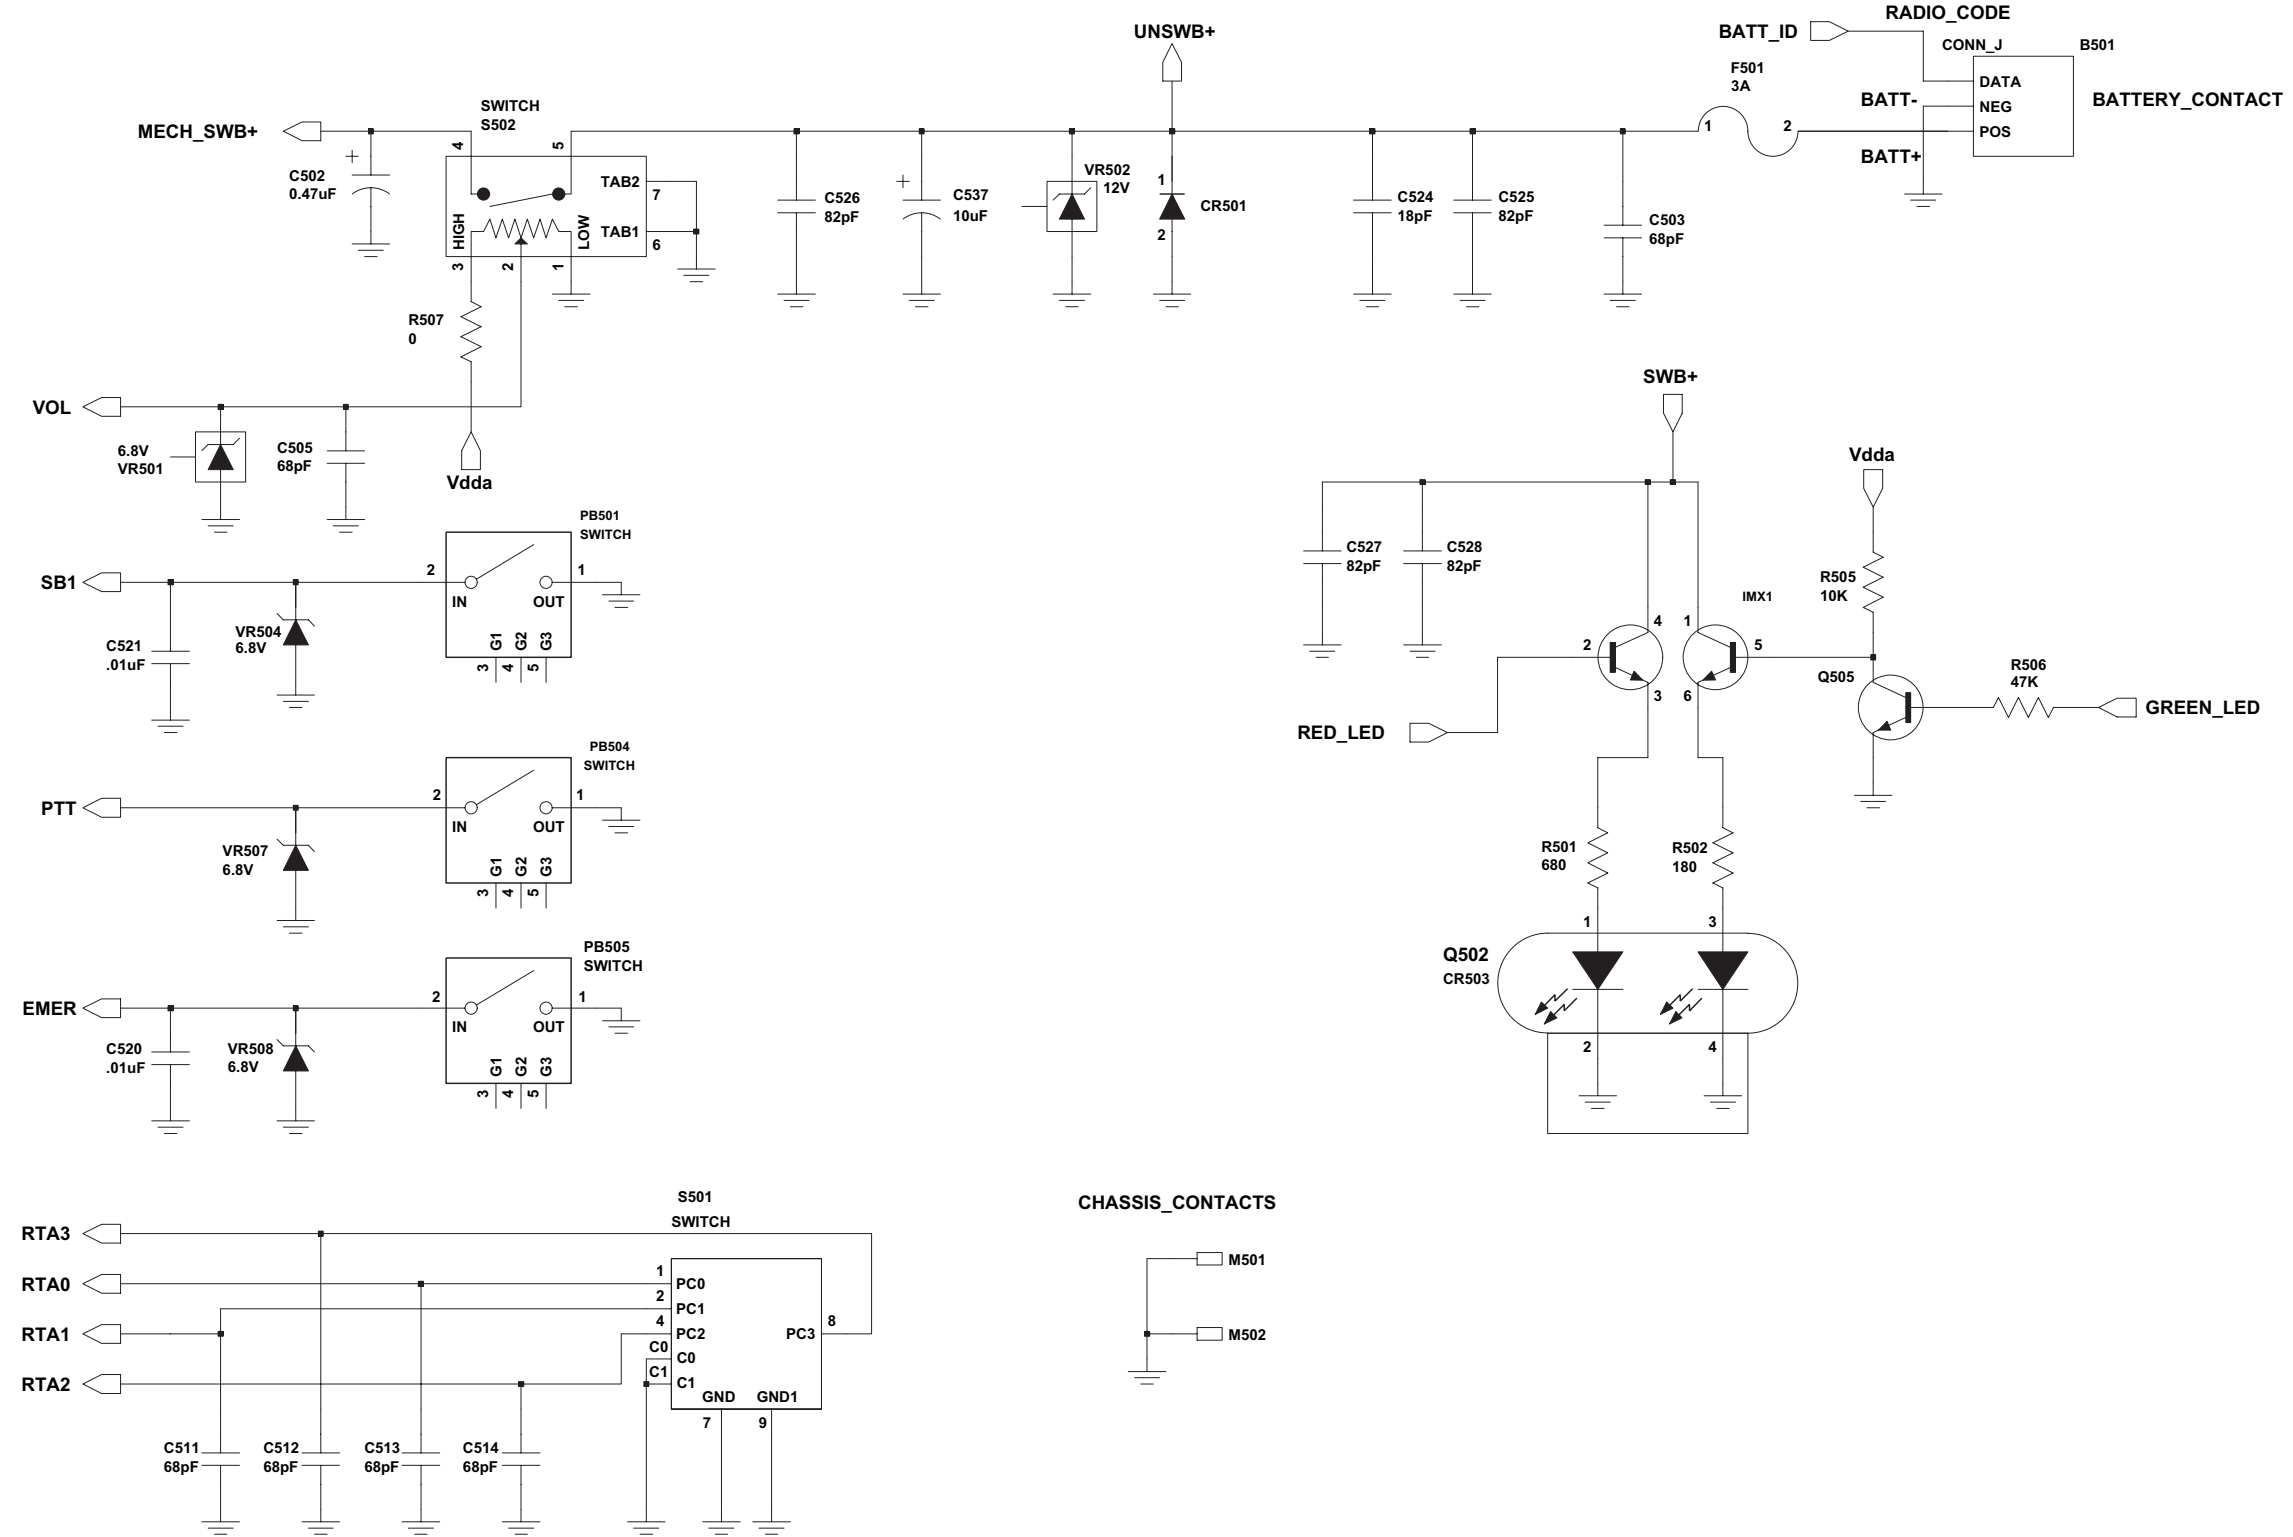 RADIO_CODE
UNSWB+
BATT_ID
CONN_J
B501
F501
3A
DATA
BATT-
NEG
BATTERY_CONTACT
1
2
POS
BATT+
MECH_SWB+
SWITCH
S502
4
5
C502
0.47uF
+
TAB2
7
TAB1
6
HIGH
LOW
3
2
1
C526
82pF
+
C537
10uF
VR502
12V
1
CR501
2
C524
18pF
C525
82pF
C503
68pF
R507
0
VOL
6.8V
VR501
C505
68pF
Vdda
PB501
SWITCH
SB1
2
1
IN
OUT
G1
G2
G3
3
4
5
C521
.01uF
VR504
6.8V
PB504
SWITCH
PTT
2
1
IN
OUT
G1
G2
G3
3
4
5
VR507
6.8V
PB505
SWITCH
EMER
2
1
IN
OUT
G1
G2
G3
3
4
5
C520
.01uF
VR508
6.8V
SWB+
Vdda
C527
82pF
C528
82pF
R505
10K
IMX1
4
1
2
5
3
6
Q505
R506
47K
GREEN_LED
RED_LED
R501
680
R502
180
1
3
Q502
CR503
2
4
S501
SWITCH
RTA3
RTA0
RTA1
RTA2
1
PC0
2
PC1
4
PC2
C0
C0
C1
C1
PC3
8
GND
GND1
7
9
C511
68pF
C512
68pF
C513
68pF
C514
68pF
CHASSIS_CONTACTS
M501
M502